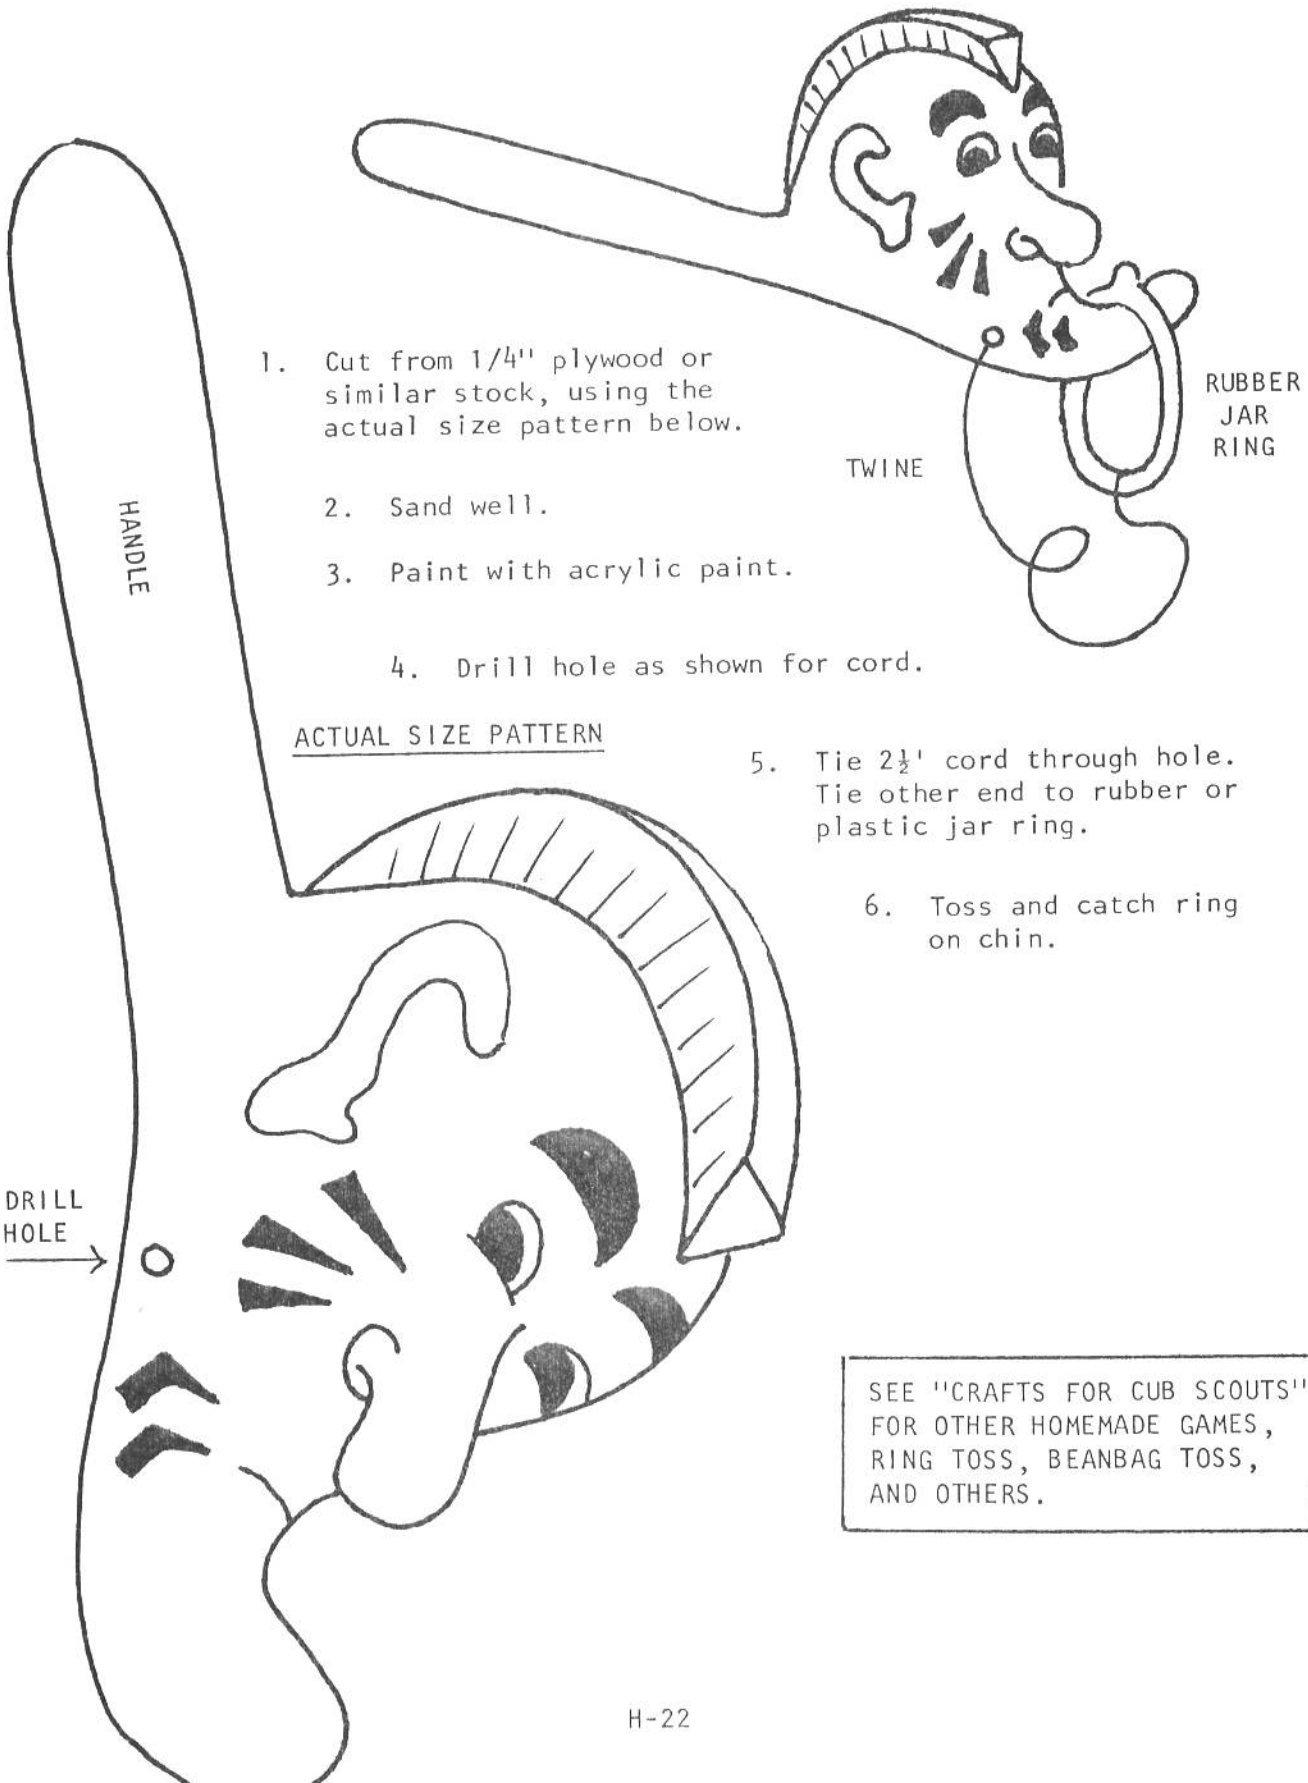 1. Cut from 1/4" plywood or
similar stock, using the
actual size pattern below.
2. Sand well.
3. Paint with acrylic paint.
4. Drill hole as shown for cord.
TWINE
RUBBER
JAR
RING
HANDLE
ACTUAL SIZE PATTERN
5. Tie 2½' cord through hole.
Tie other end to rubber or
plastic jar ring.
6. Toss and catch ring
on chin.
DRILL
HOLE
SEE "CRAFTS FOR CUB SCOUTS"
FOR OTHER HOMEMADE GAMES,
RING TOSS, BEANBAG TOSS,
AND OTHERS.
H-22